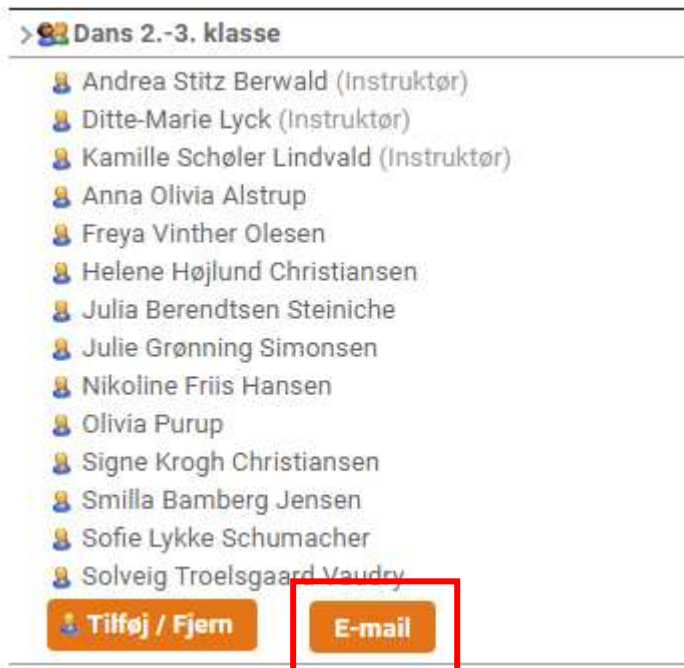 Dans 2.-3. klasse
Andrea Stitz Berwald (Instruktør)
Ditte-Marie Lyck (Instruktør)
Kamille Schøler Lindvald (Instruktør)
Anna Olivia Alstrup
Freya Vinther Olesen
Helene Højlund Christiansen
Julia Berendtsen Steiniche
Julie Grønning Simonsen
Nikoline Friis Hansen
Olivia Purup
Signe Krogh Christiansen
Smilla Bamberg Jensen
Sofie Lykke Schumacher
Solveig Troelsgaard Vaudry
Tilføj / Fjern E-mail